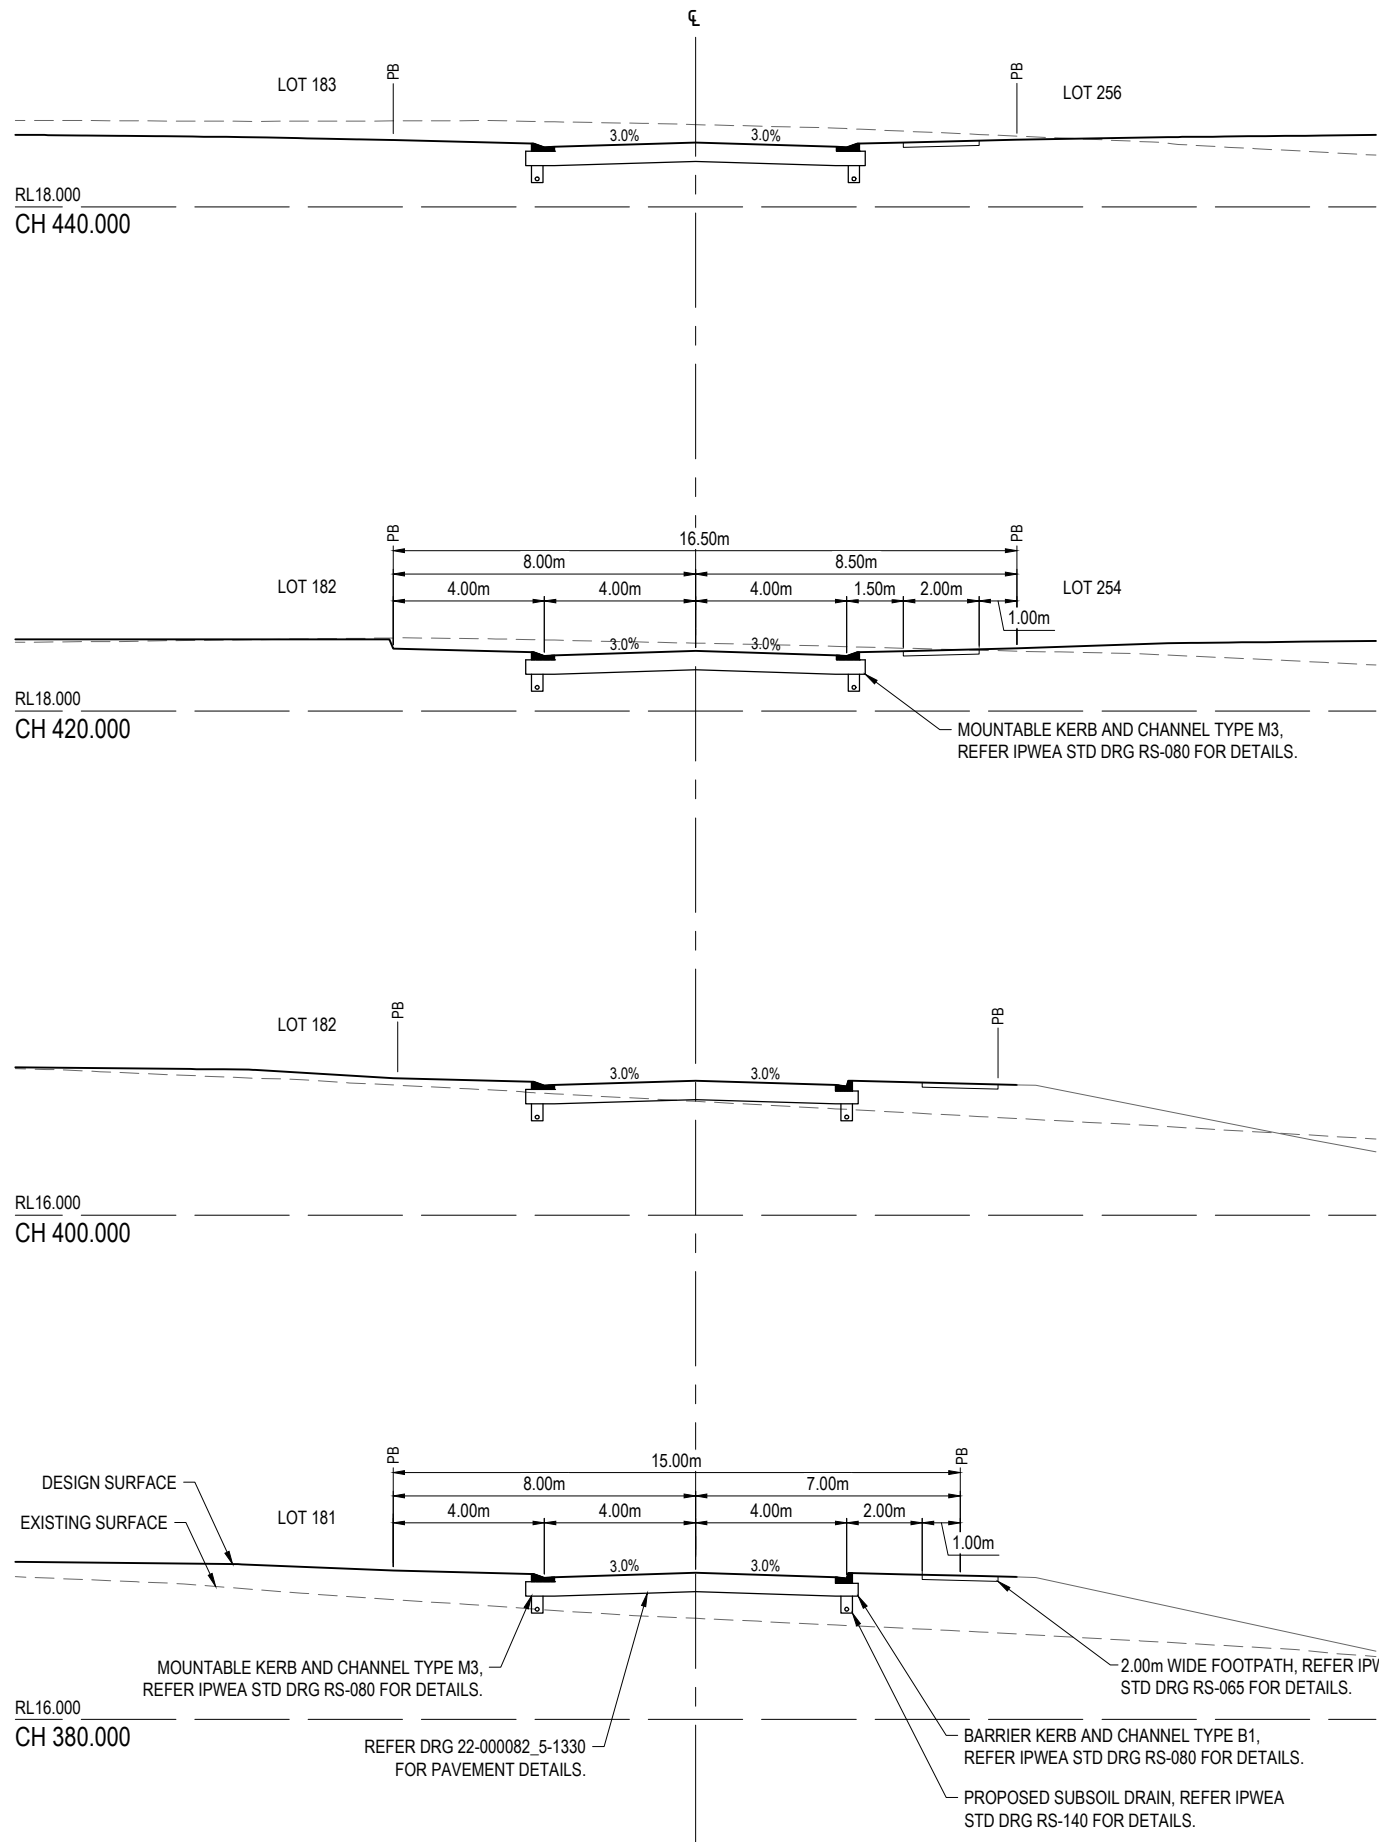 ℄
LOT 183
PB
PB
LOT 256
3.0%
3.0%
RL18.000
CH 440.000
PB
PB
16.50m
8.00m
8.50m
LOT 182
4.00m
4.00m
4.00m
1.50m
2.00m
LOT 254
1.00m
3.0%
3.0%
RL18.000
CH 420.000
MOUNTABLE KERB AND CHANNEL TYPE M3,
REFER IPWEA STD DRG RS-080 FOR DETAILS.
LOT 182
PB
PB
3.0%
3.0%
RL16.000
CH 400.000
PB
PB
15.00m
DESIGN SURFACE
8.00m
7.00m
EXISTING SURFACE
LOT 181
4.00m
4.00m
4.00m
2.00m
1.00m
3.0%
3.0%
MOUNTABLE KERB AND CHANNEL TYPE M3,
REFER IPWEA STD DRG RS-080 FOR DETAILS.
2.00m WIDE FOOTPATH, REFER
STD DRG RS-065 FOR DETAILS.
RL16.000
CH 380.000
REFER DRG 22-000082_5-1330
FOR PAVEMENT DETAILS.
BARRIER KERB AND CHANNEL TYPE B1,
REFER IPWEA STD DRG RS-080 FOR DETAILS.
PROPOSED SUBSOIL DRAIN, REFER IPWEA
STD DRG RS-140 FOR DETAILS.